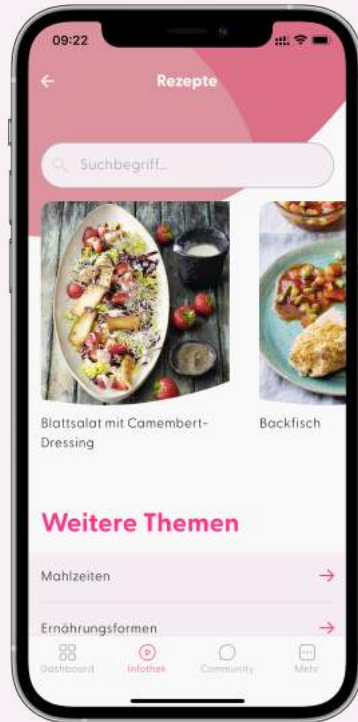 09:22
Rezepte
Suchbegriff...
Blattsalat mit Camembert-
Dressing
Backfisch
Weitere Themen
Mahlzeiten
Ernährungsformen
Dashboard
Infothek
Community
Mehr